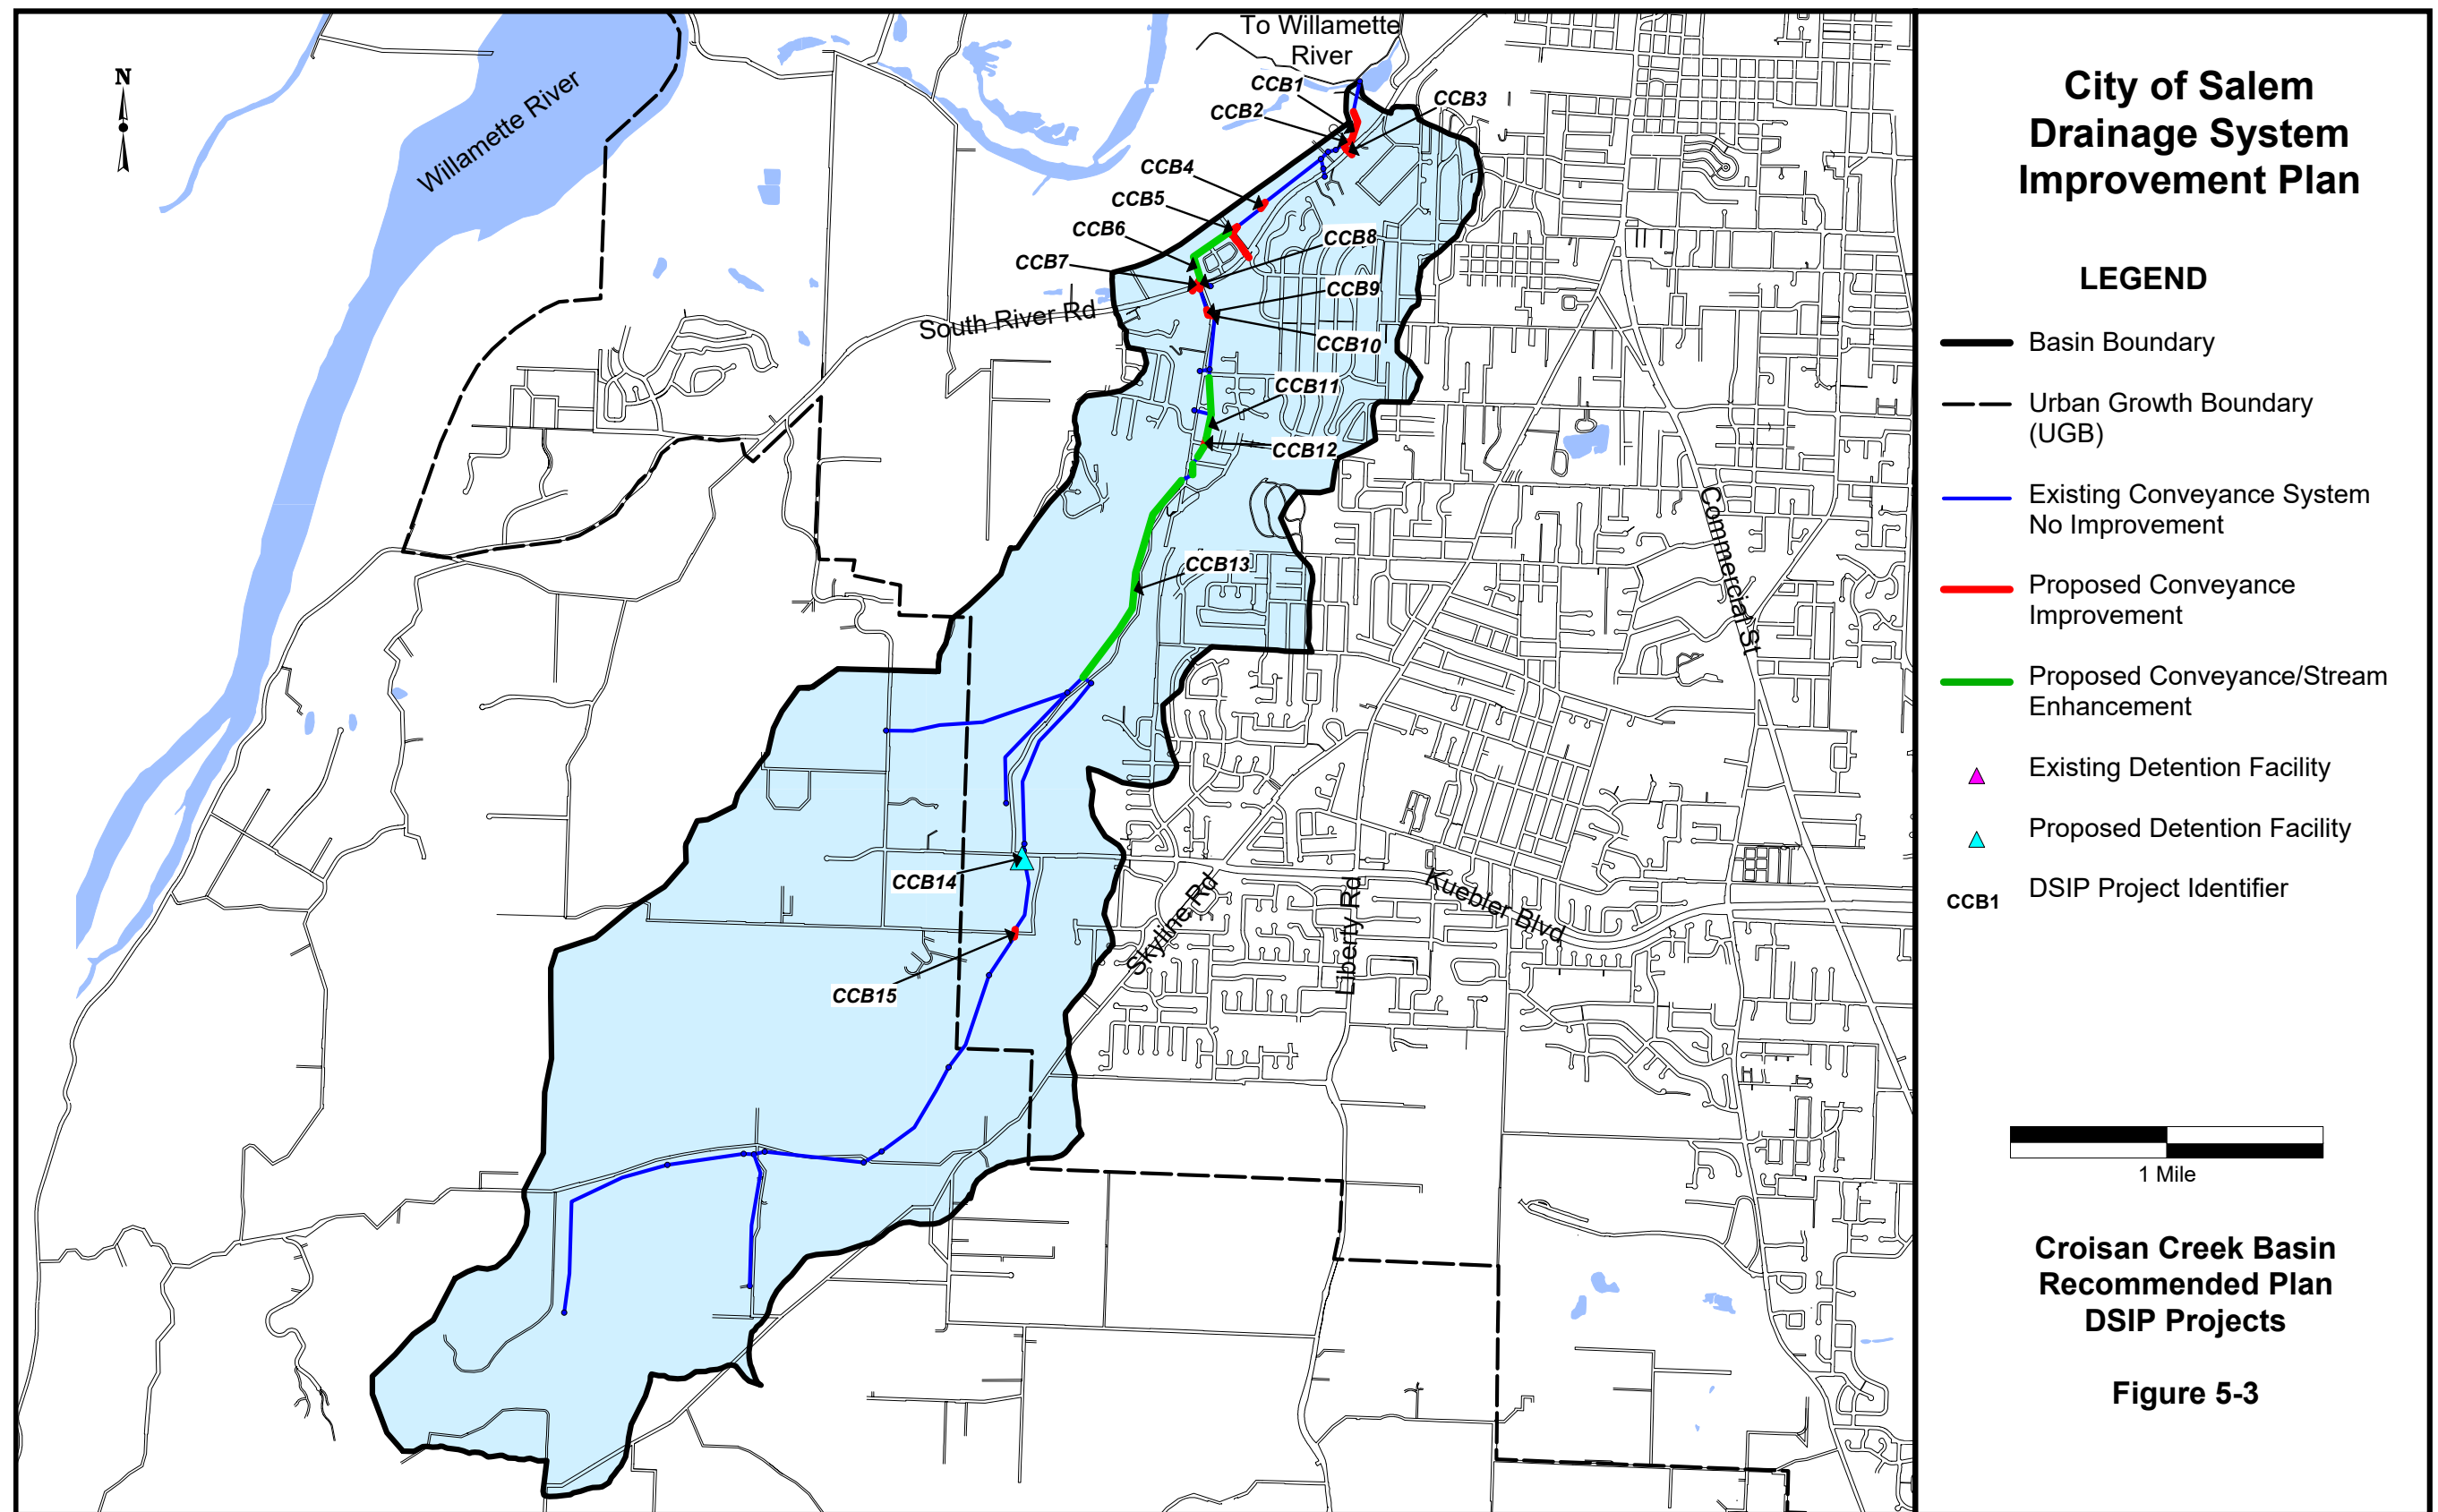 N
Willamette River
To Willamette
River
CCB1
CCB2
CCB3
CCB4
CCB5
CCB6
CCB7
CCB8
CCB9
CCB10
South River Rd
CCB11
CCB12
CCB13
Commercial St
CCB14
CCB15
Skyline Rd
Liberty Rd
Kuebler Blvd
City of Salem
Drainage System
Improvement Plan
LEGEND
Basin Boundary
Urban Growth Boundary
(UGB)
Existing Conveyance System
No Improvement
Proposed Conveyance
Improvement
Proposed Conveyance/Stream
Enhancement
Existing Detention Facility
Proposed Detention Facility
CCB1 DSIP Project Identifier
1 Mile
Croisan Creek Basin
Recommended Plan
DSIP Projects
Figure 5-3